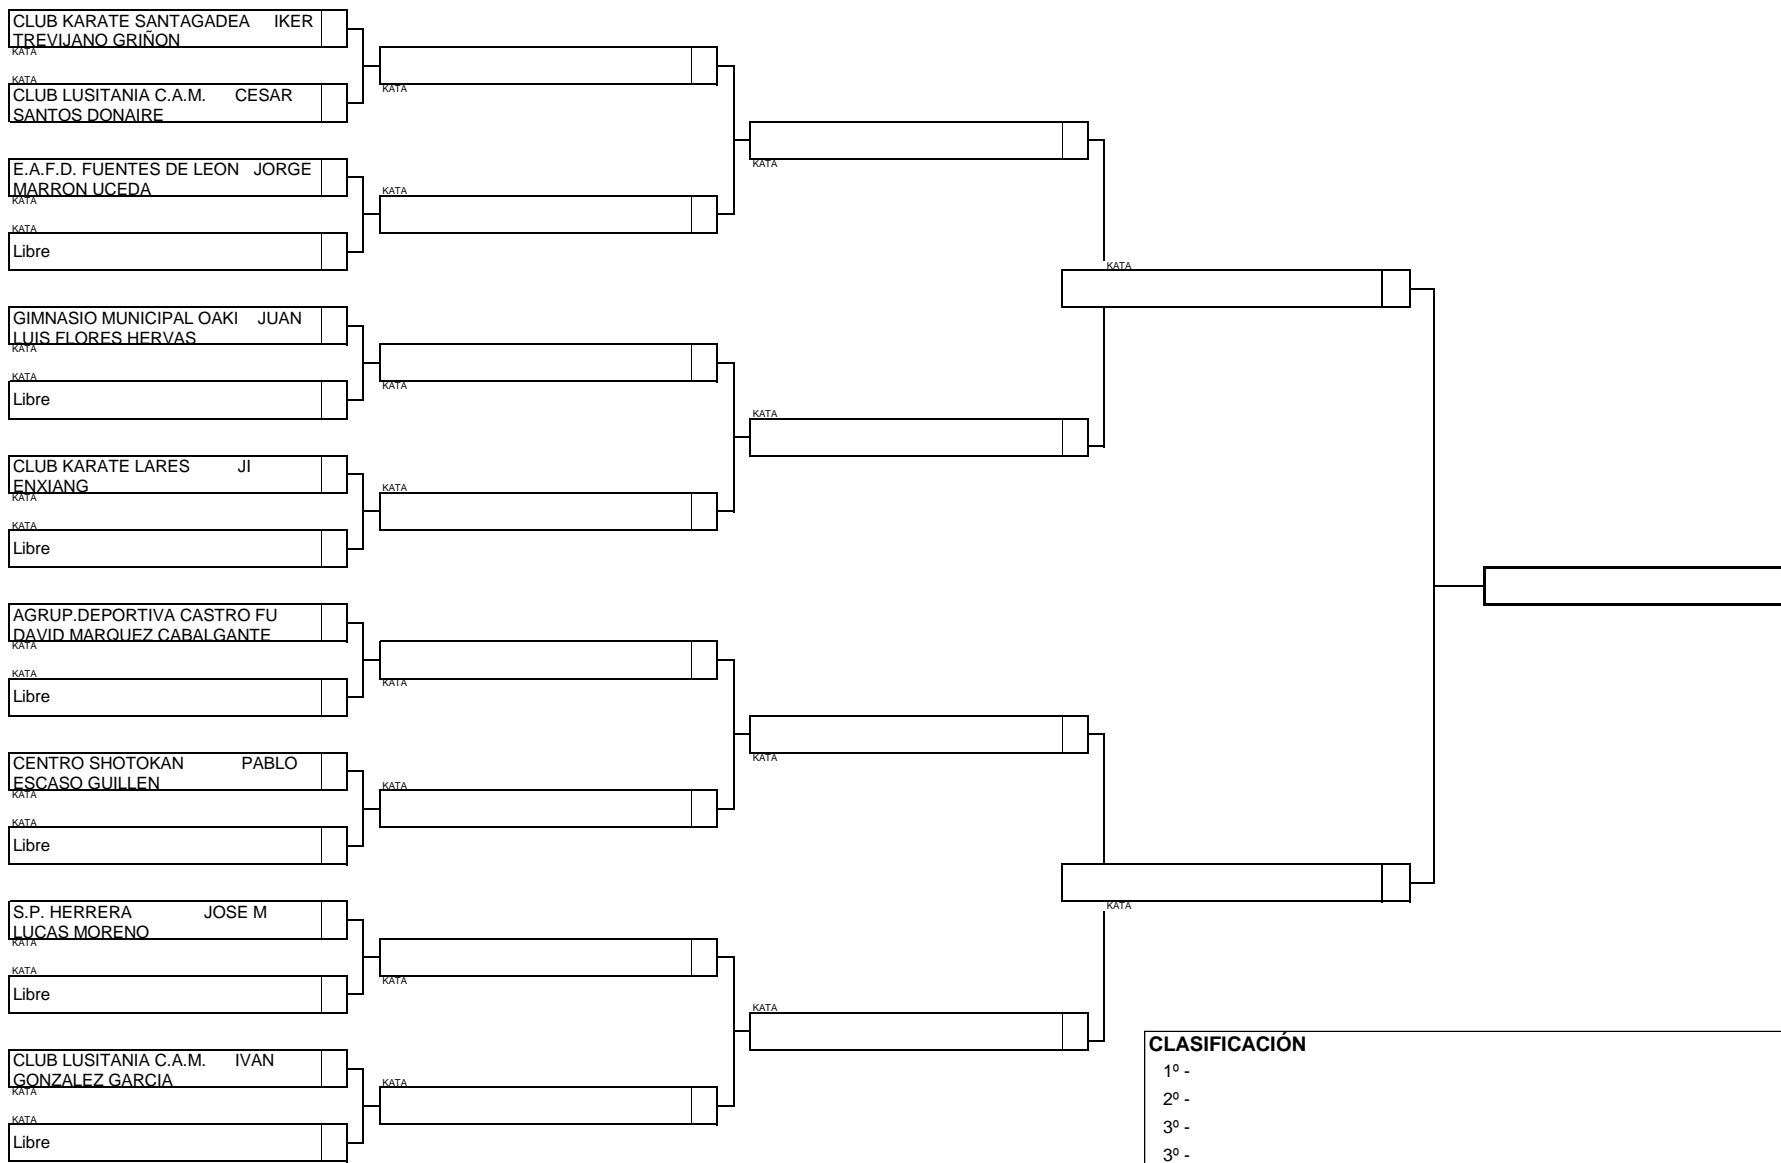 CLUB KARATE SANTAGADEA IKER
TREVIJANO GRIÑON
KATA
KATA
CLUB LUSITANIA C.A.M. CESAR
SANTOS DONAIRE
E.A.F.D. FUENTES DE LEON JORGE
MARRON UCEDA
KATA
KATA
Libre
GIMNASIO MUNICIPAL OAKI JUAN
LUIS FLORES HERVAS
KATA
KATA
Libre
CLUB KARATE LARES JI
ENXIANG
KATA
KATA
Libre
AGRUP.DEPORTIVA CASTRO FU
DAVID MARQUEZ CABALGANTE
KATA
KATA
Libre
CENTRO SHOTOKAN PABLO
ESCASO GUILLEN
KATA
KATA
Libre
S.P. HERRERA JOSE M
LUCAS MORENO
KATA
KATA
Libre
CLUB LUSITANIA C.A.M. IVAN
GONZALEZ GARCIA
KATA
KATA
Libre
KATA
KATA
KATA
KATA
KATA
KATA
KATA
KATA
KATA
KATA
KATA
KATA
KATA
KATA
CLASIFICACIÓN
1º -
2º -
3º -
3º -